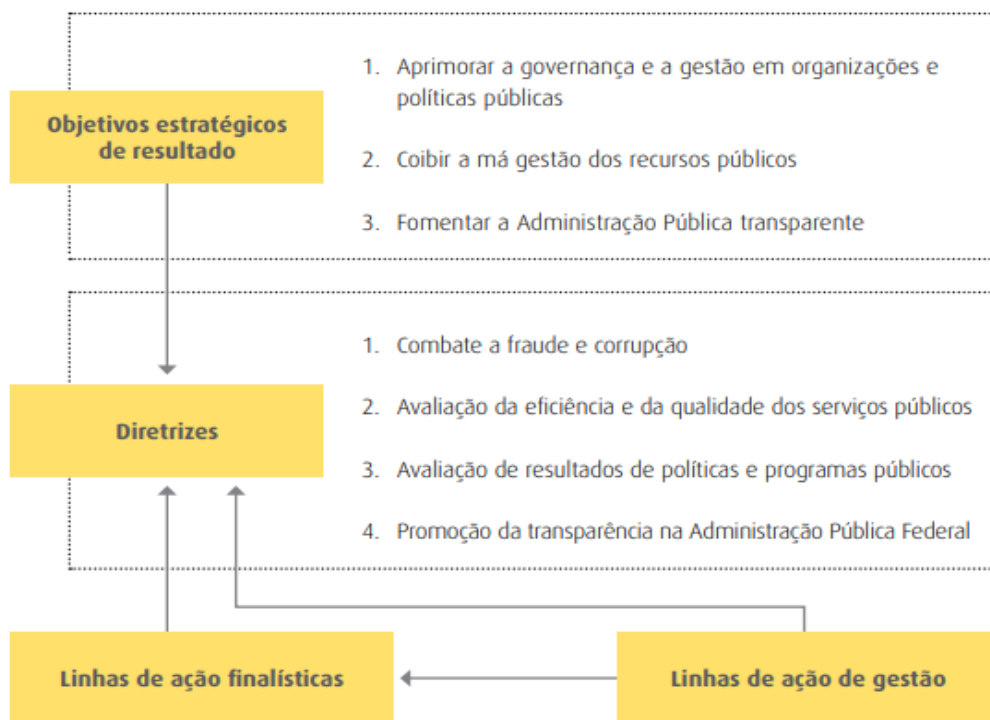 Objetivos estratégicos
de resultado
1. Aprimorar a governança e a gestão em organizações e
políticas públicas
2. Coibir a má gestão dos recursos públicos
3. Fomentar a Administração Pública transparente
Diretrizes
1. Combate a fraude e corrupção
2. Avaliação da eficiência e da qualidade dos serviços públicos
3. Avaliação de resultados de políticas e programas públicos
4. Promoção da transparência na Administração Pública Federal
Linhas de ação finalísticas
Linhas de ação de gestão